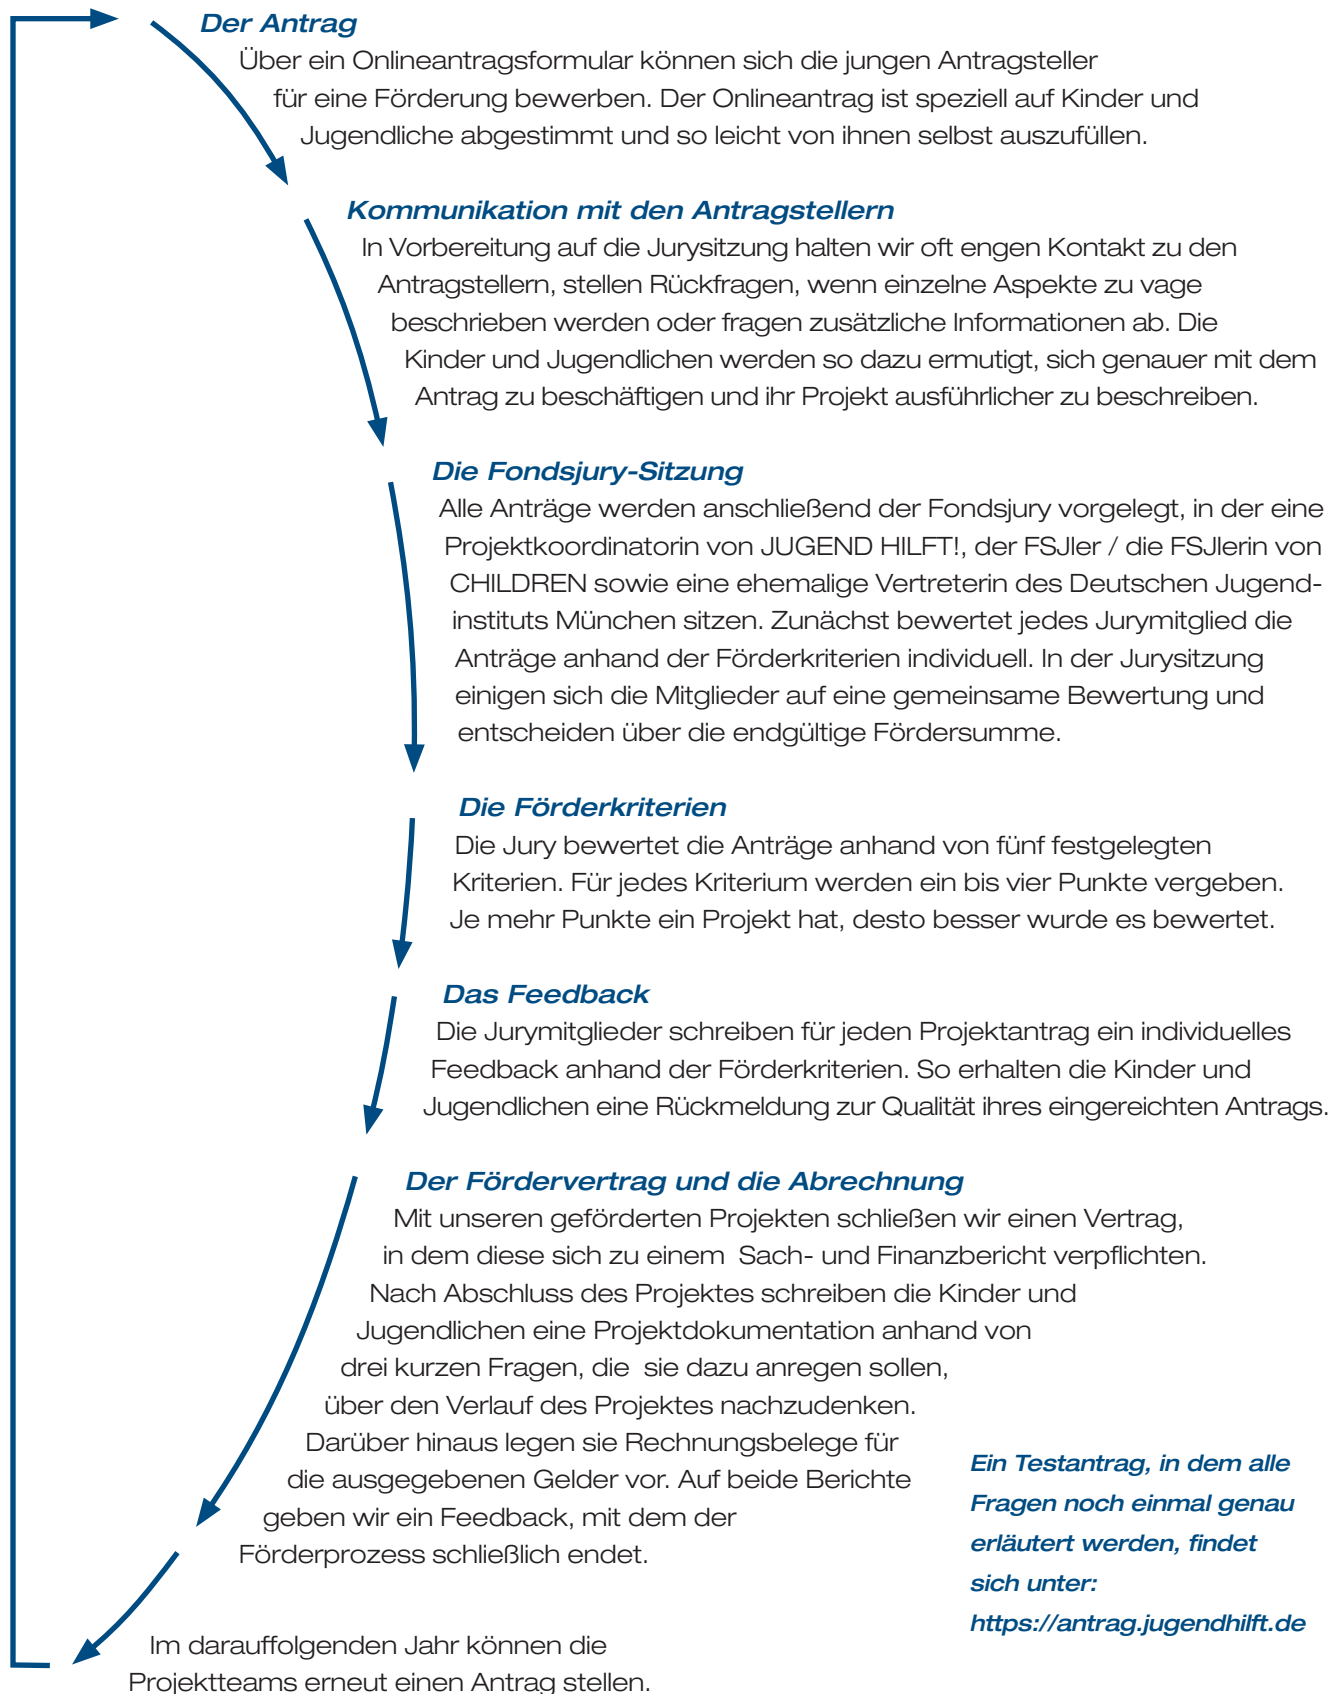 Der Antrag
Über ein Onlineantragsformular können sich die jungen Antragsteller
für eine Förderung bewerben. Der Onlineantrag ist speziell auf Kinder und
Jugendliche abgestimmt und so leicht von ihnen selbst auszufüllen.
Kommunikation mit den Antragstellern
In Vorbereitung auf die Jurysitzung halten wir oft engen Kontakt zu den
Antragstellern, stellen Rückfragen, wenn einzelne Aspekte zu vage
beschrieben werden oder fragen zusätzliche Informationen ab. Die
Kinder und Jugendlichen werden so dazu ermutigt, sich genauer mit dem
Antrag zu beschäftigen und ihr Projekt ausführlicher zu beschreiben.
Die Fondsjury-Sitzung
Alle Anträge werden anschließend der Fondsjury vorgelegt, in der eine
Projektkoordinatorin von JUGEND HILFT!, der FSJler / die FSJlerin von
CHILDREN sowie eine ehemalige Vertreterin des Deutschen Jugend-
instituts München sitzen. Zunächst bewertet jedes Jurymitglied die
Anträge anhand der Förderkriterien individuell. In der Jurysitzung
einigen sich die Mitglieder auf eine gemeinsame Bewertung und
entscheiden über die endgültige Fördersumme.
Die Förderkriterien
Die Jury bewertet die Anträge anhand von fünf festgelegten
Kriterien. Für jedes Kriterium werden ein bis vier Punkte vergeben.
Je mehr Punkte ein Projekt hat, desto besser wurde es bewertet.
Das Feedback
Die Jurymitglieder schreiben für jeden Projektantrag ein individuelles
Feedback anhand der Förderkriterien. So erhalten die Kinder und
Jugendlichen eine Rückmeldung zur Qualität ihres eingereichten Antrags.
Der Fördervertrag und die Abrechnung
Mit unseren geförderten Projekten schließen wir einen Vertrag,
in dem diese sich zu einem Sach- und Finanzbericht verpflichten.
Nach Abschluss des Projektes schreiben die Kinder und
Jugendlichen eine Projektdokumentation anhand von
drei kurzen Fragen, die sie dazu anregen sollen,
über den Verlauf des Projektes nachzudenken.
Darüber hinaus legen sie Rechnungsbelege für
die ausgegebenen Gelder vor. Auf beide Berichte
geben wir ein Feedback, mit dem der
Förderprozess schließlich endet.
Ein Testantrag, in dem alle
Fragen noch einmal genau
erläutert werden, findet
sich unter:
https://antrag.jugendhilft.de
Im darauffolgenden Jahr können die
Projektteams erneut einen Antrag stellen.